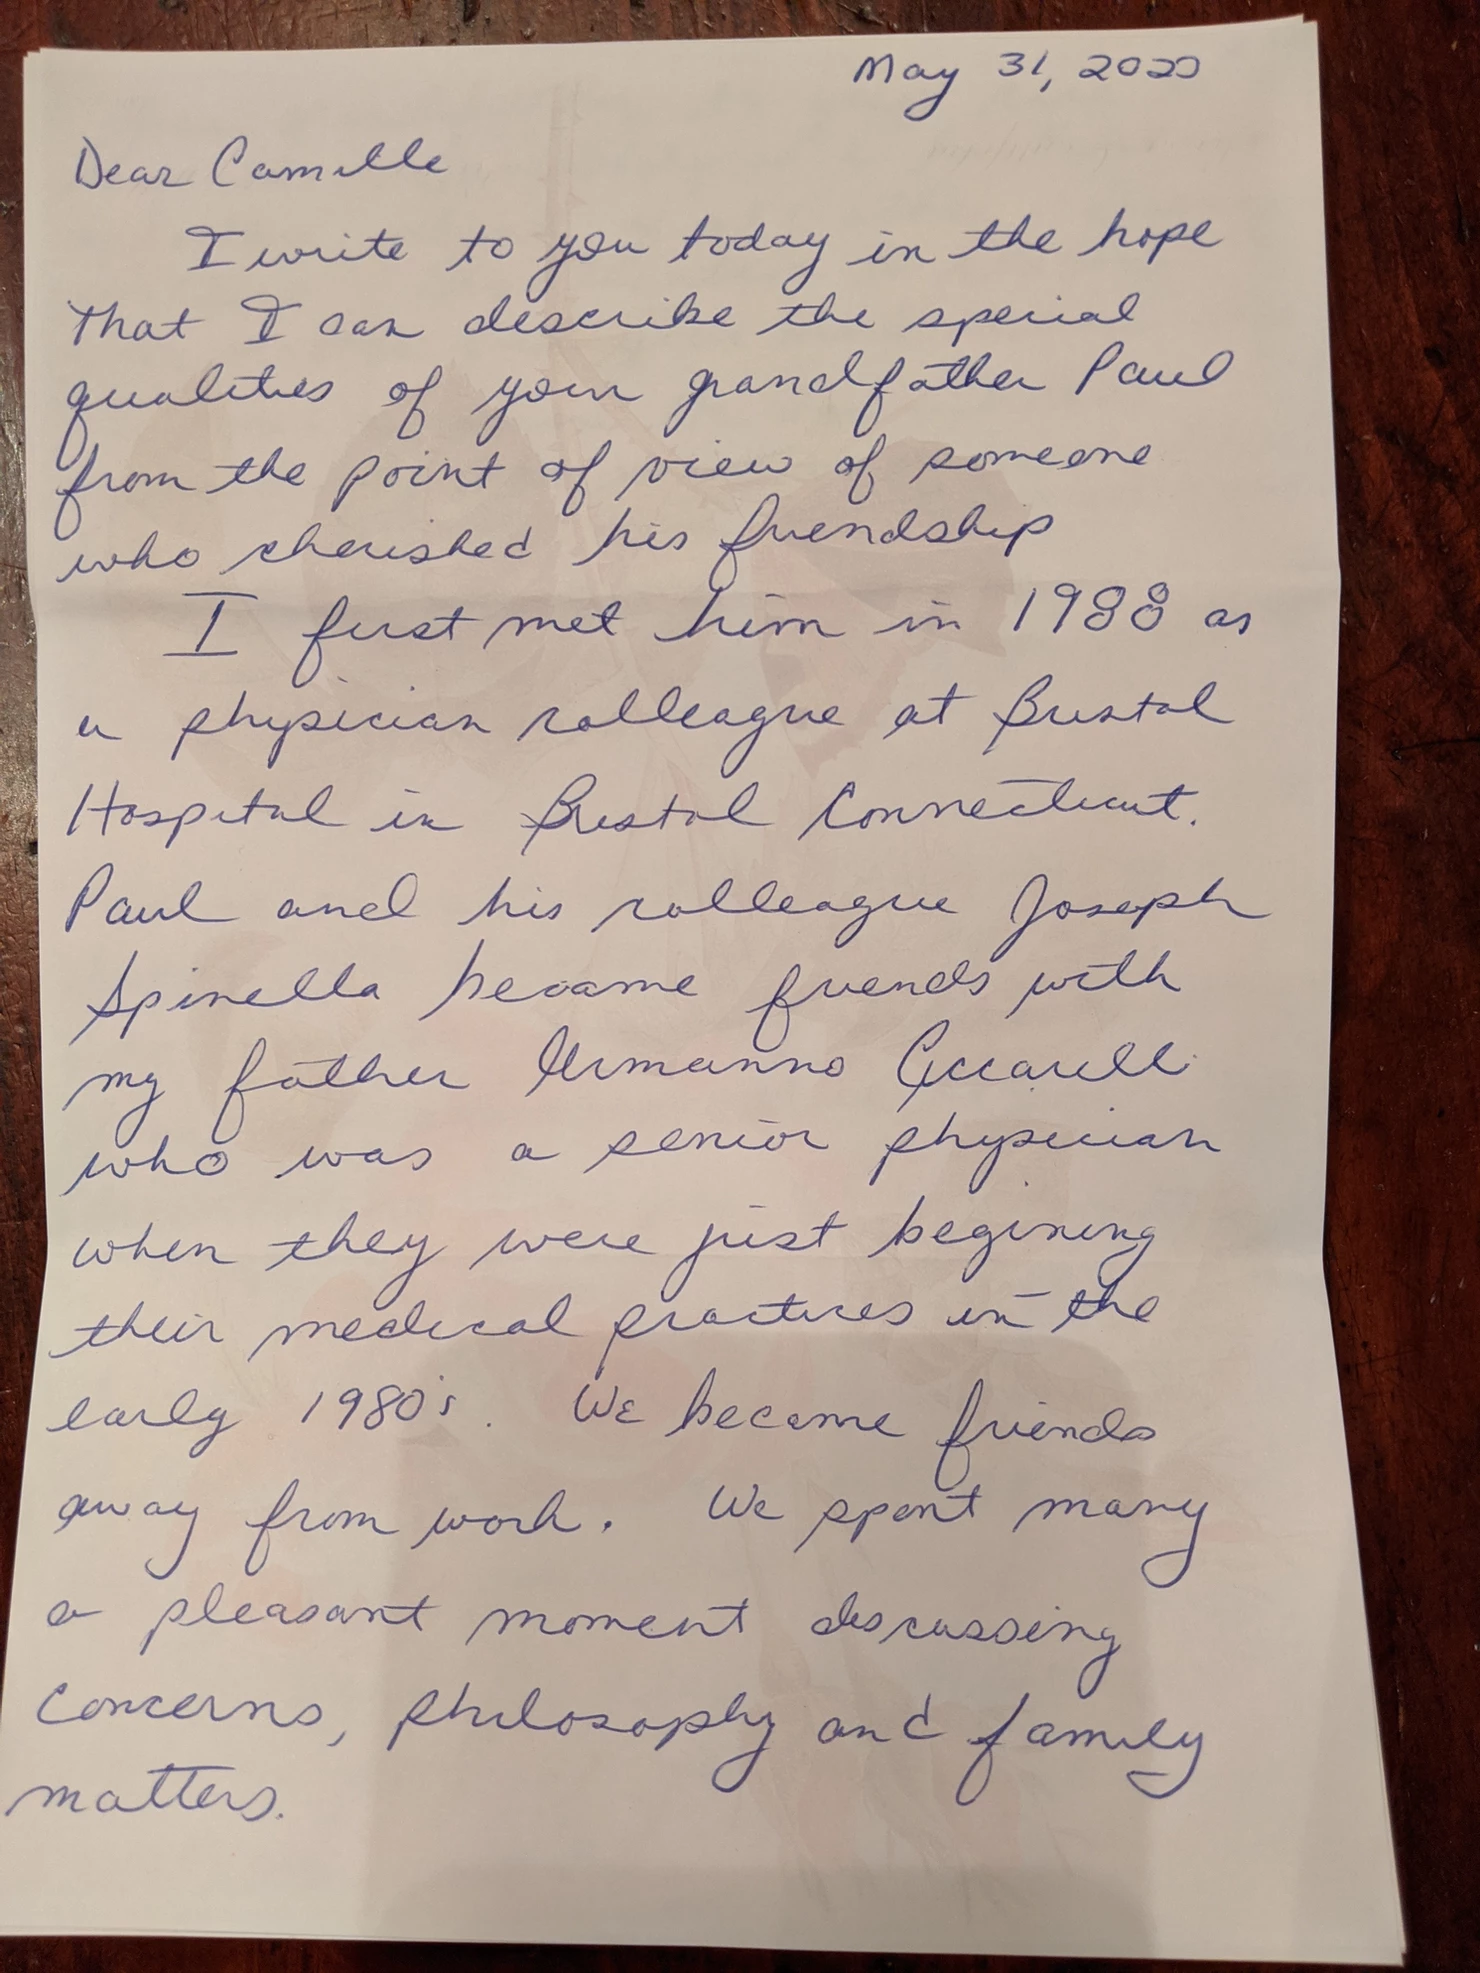 May 31, 2020
Dear Camille
I write to you today in the hope
that I can describe the special
qualities of your grandfather Paul
from the point of view of someone
who cherished his friendship
I first met him in 1988 as
a physician colleague at Bristol
Hospital in Bristol Connecticut.
Paul and his colleague Joseph
Spinella became friends with
my father Ermanno Ciccarelli
who was a senior physician
when they were just begining
their medical practices in the
early 1980's. We became friends
away from work. We spent many
a pleasant moment discussing
concerns, philosophy and family
matters.